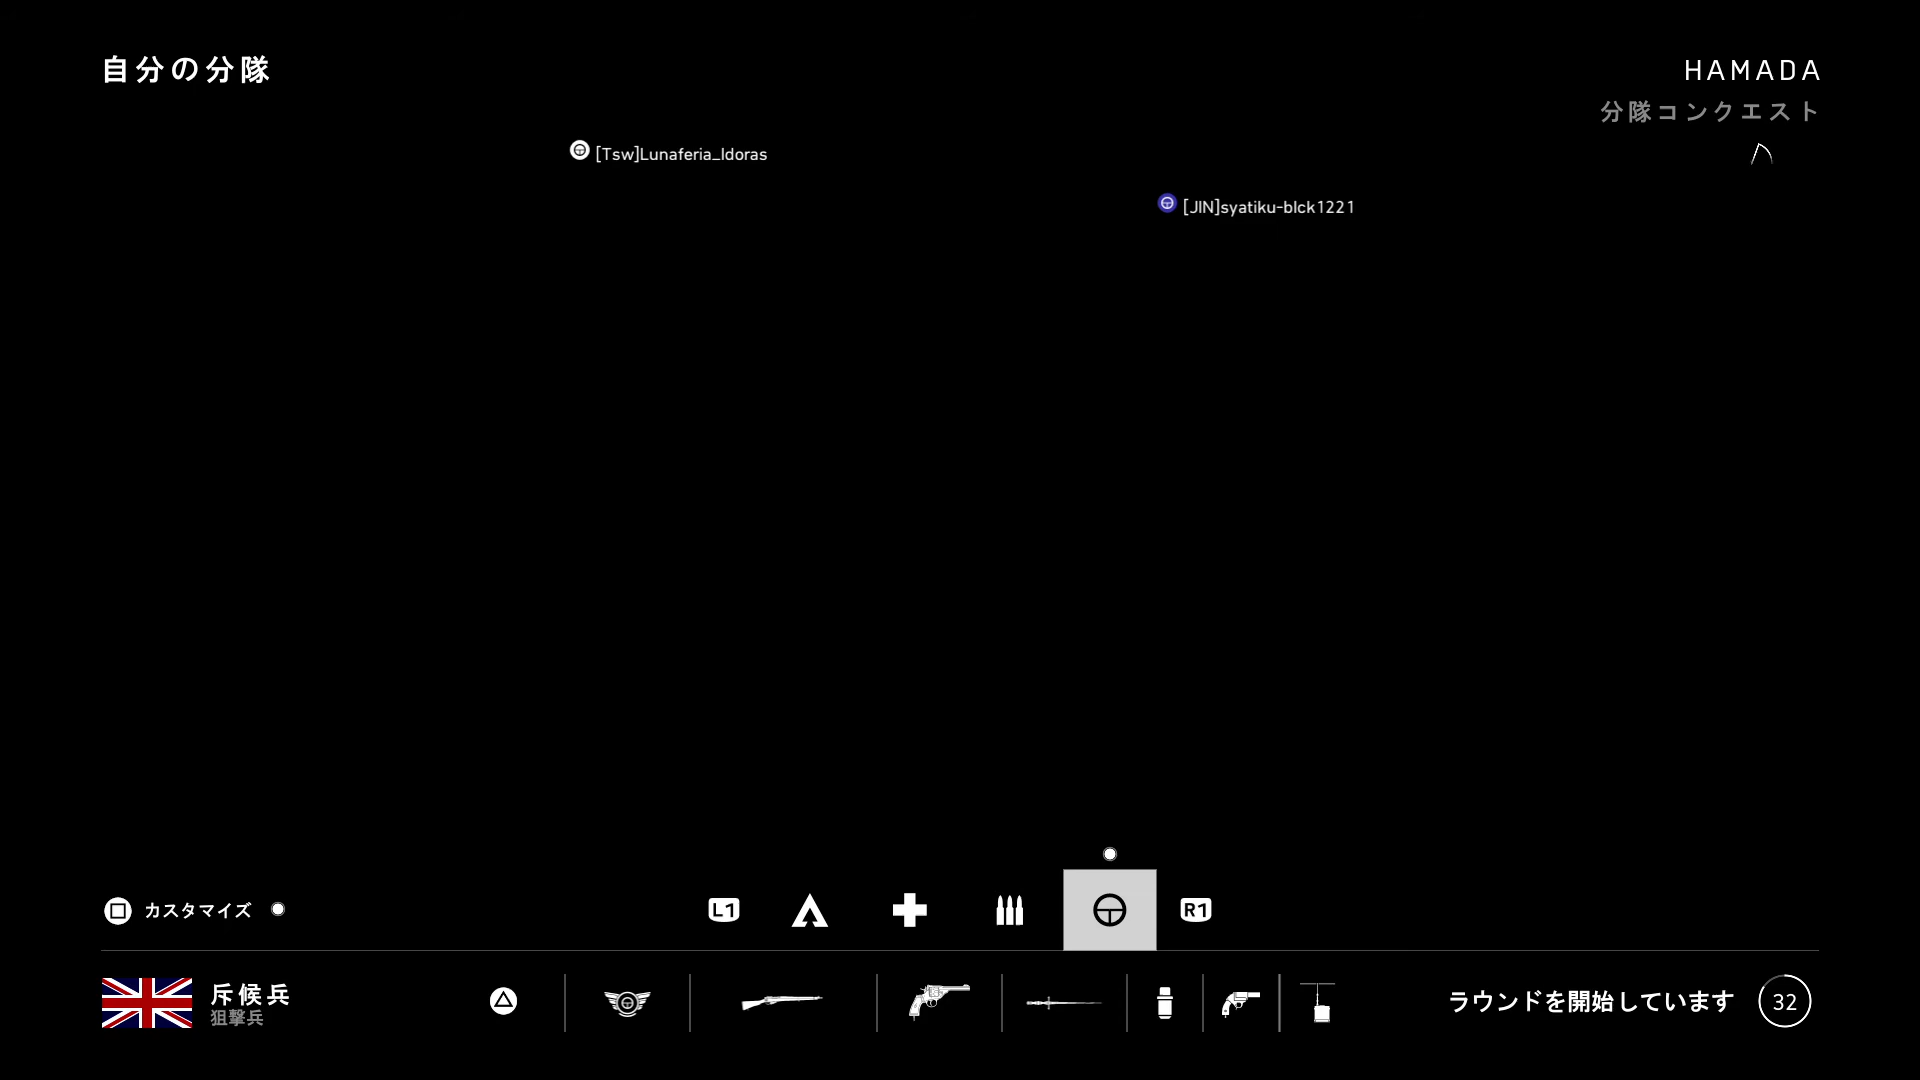 自分の分隊
HAMADA
分隊コンクエスト
[Tsw]Lunaferia_Idoras
[JIN]syatiku-blck1221
カスタマイズ
L1
R1
斥候兵
狙撃兵
ラウンドを開始しています
32